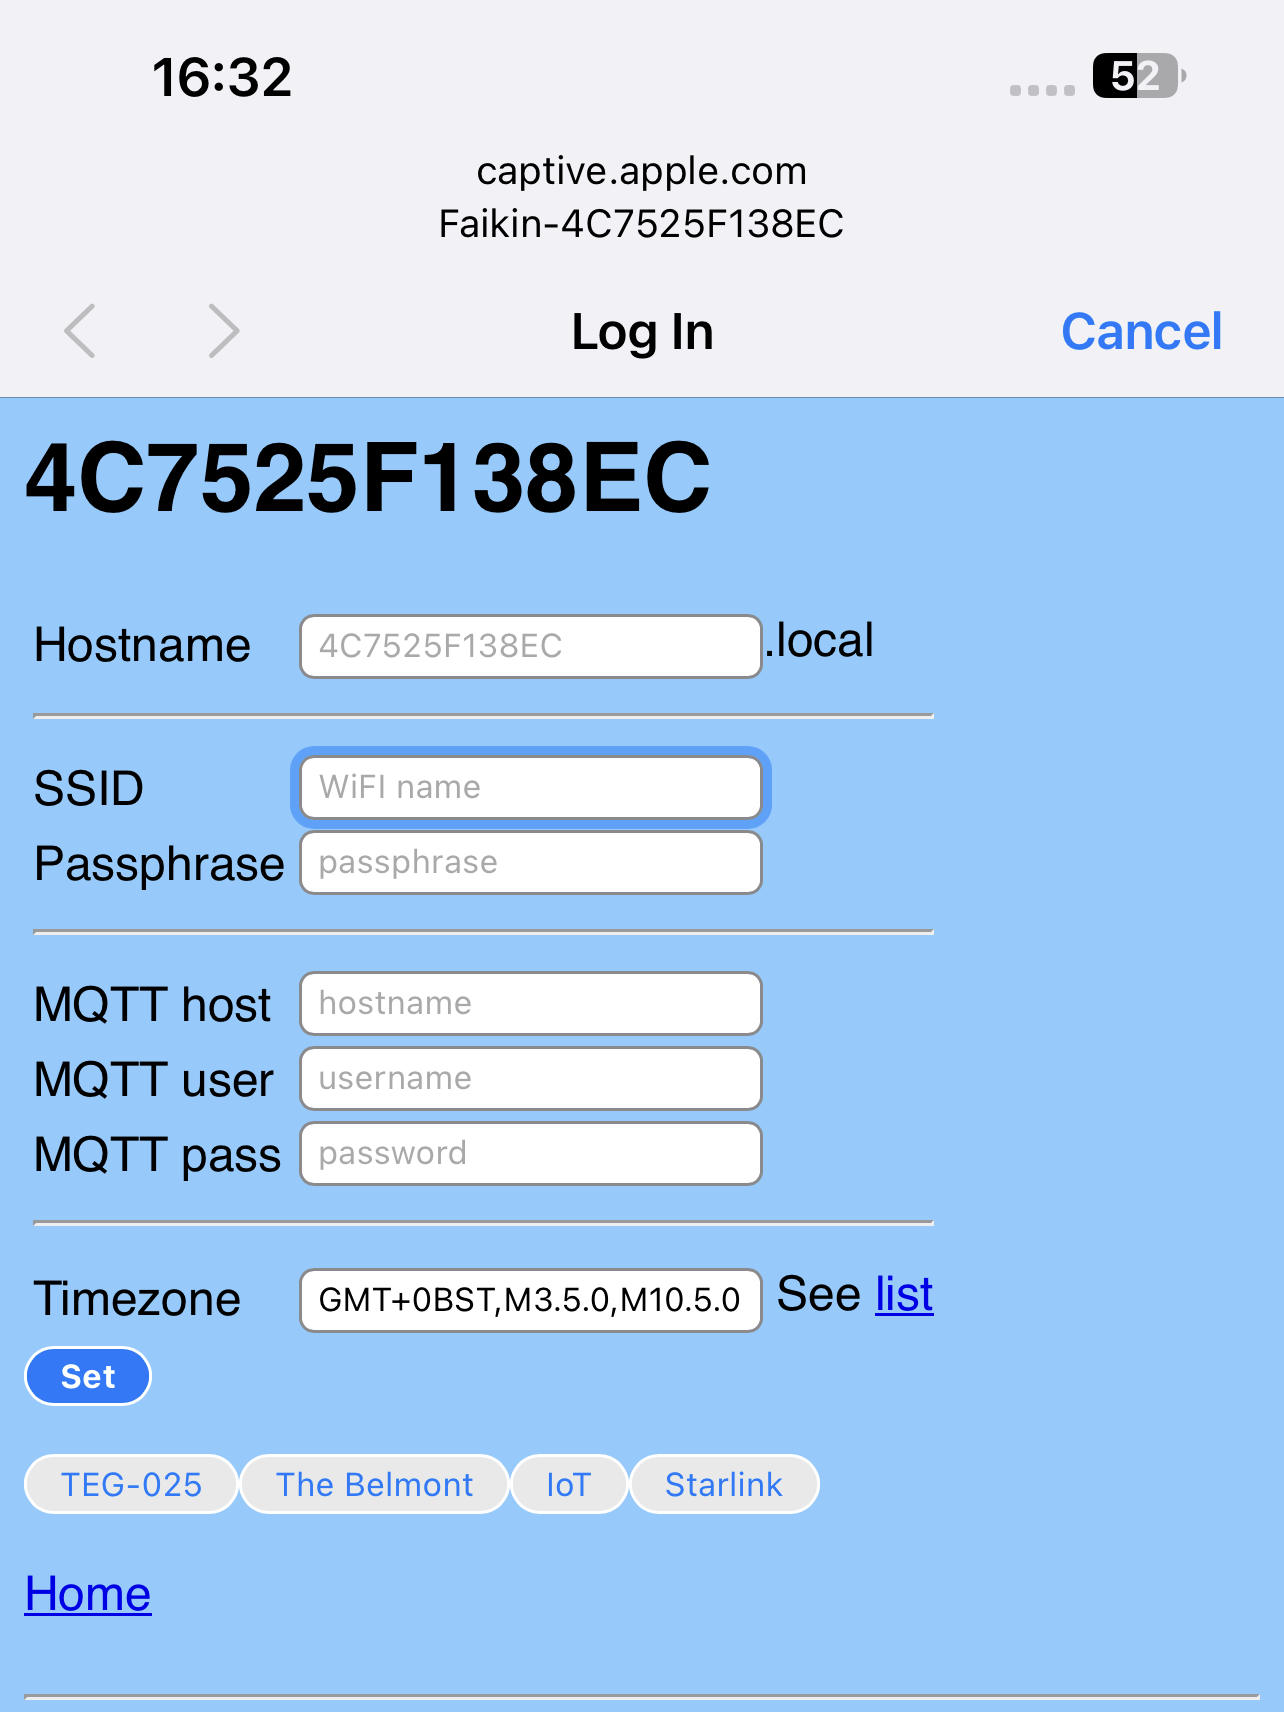 16:32 52
captive.apple.com
Faikin-4C7525F138EC
Log In Cancel
4C7525F138EC
Hostname 4C7525F138EC .local
SSID WiFI name
Passphrase passphrase
MQTT host hostname
MQTT user username
MQTT pass password
Timezone GMT+0BST,M3.5.0,M10.5.0 See list
Set
TEG-025 The Belmont IoT Starlink
Home